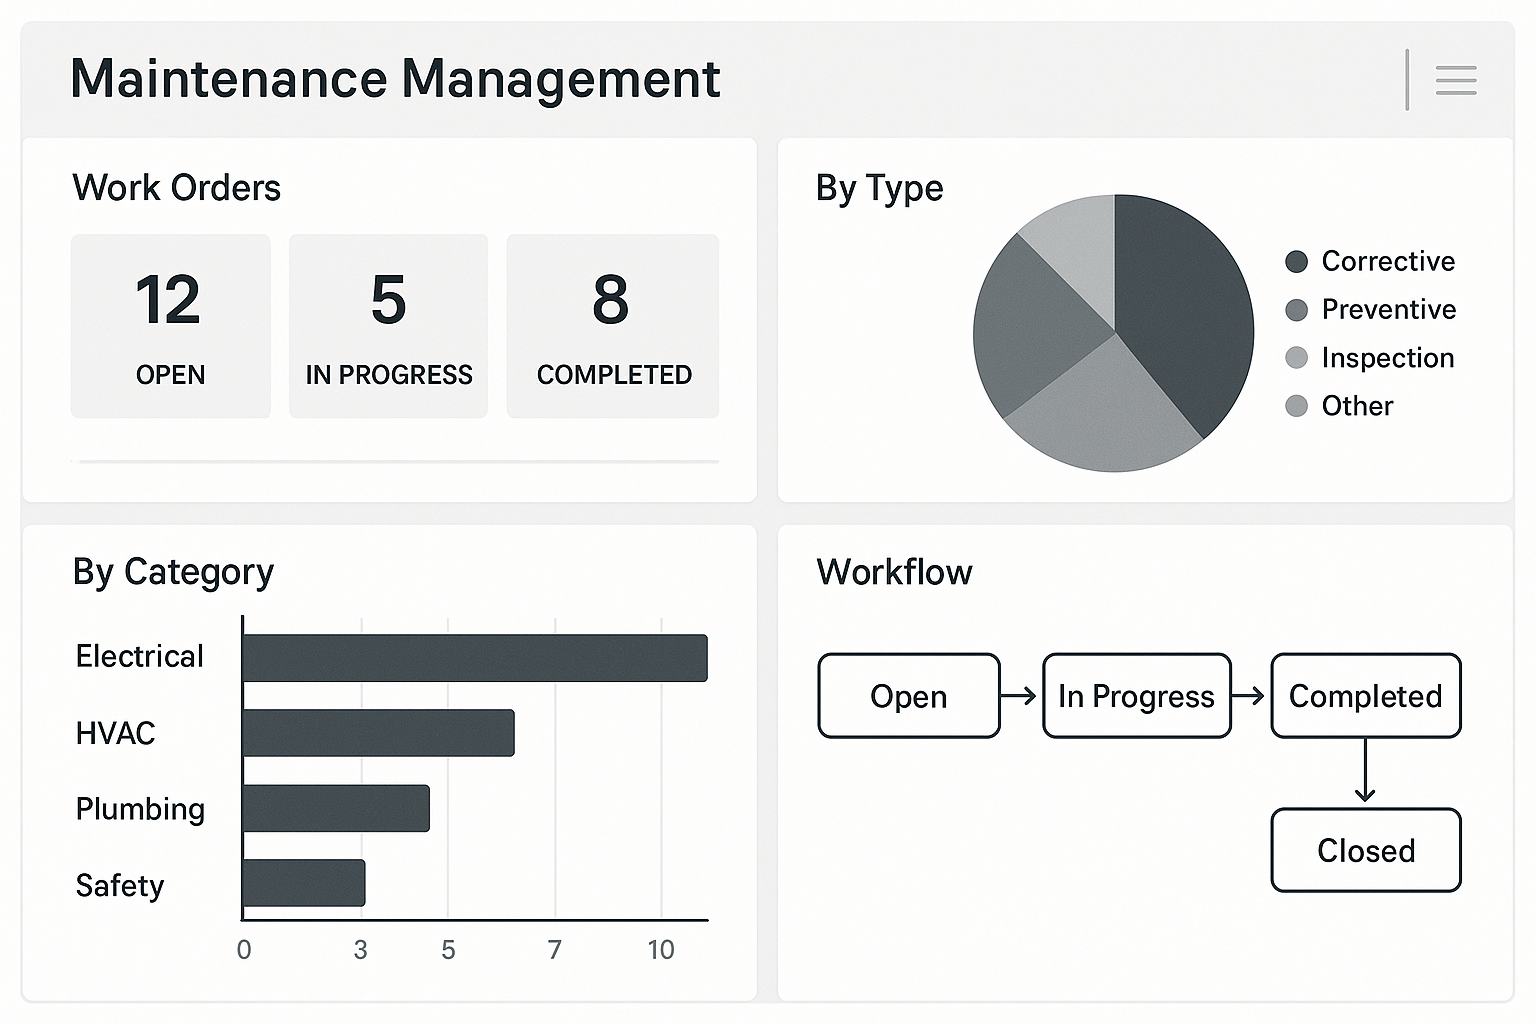 Maintenance Management
Work Orders
12
OPEN
5
IN PROGRESS
8
COMPLETED
By Type
Corrective
Preventive
Inspection
Other
By Category
Electrical
HVAC
Plumbing
Safety
0 3 5 7 10
Workflow
Open
In Progress
Completed
Closed